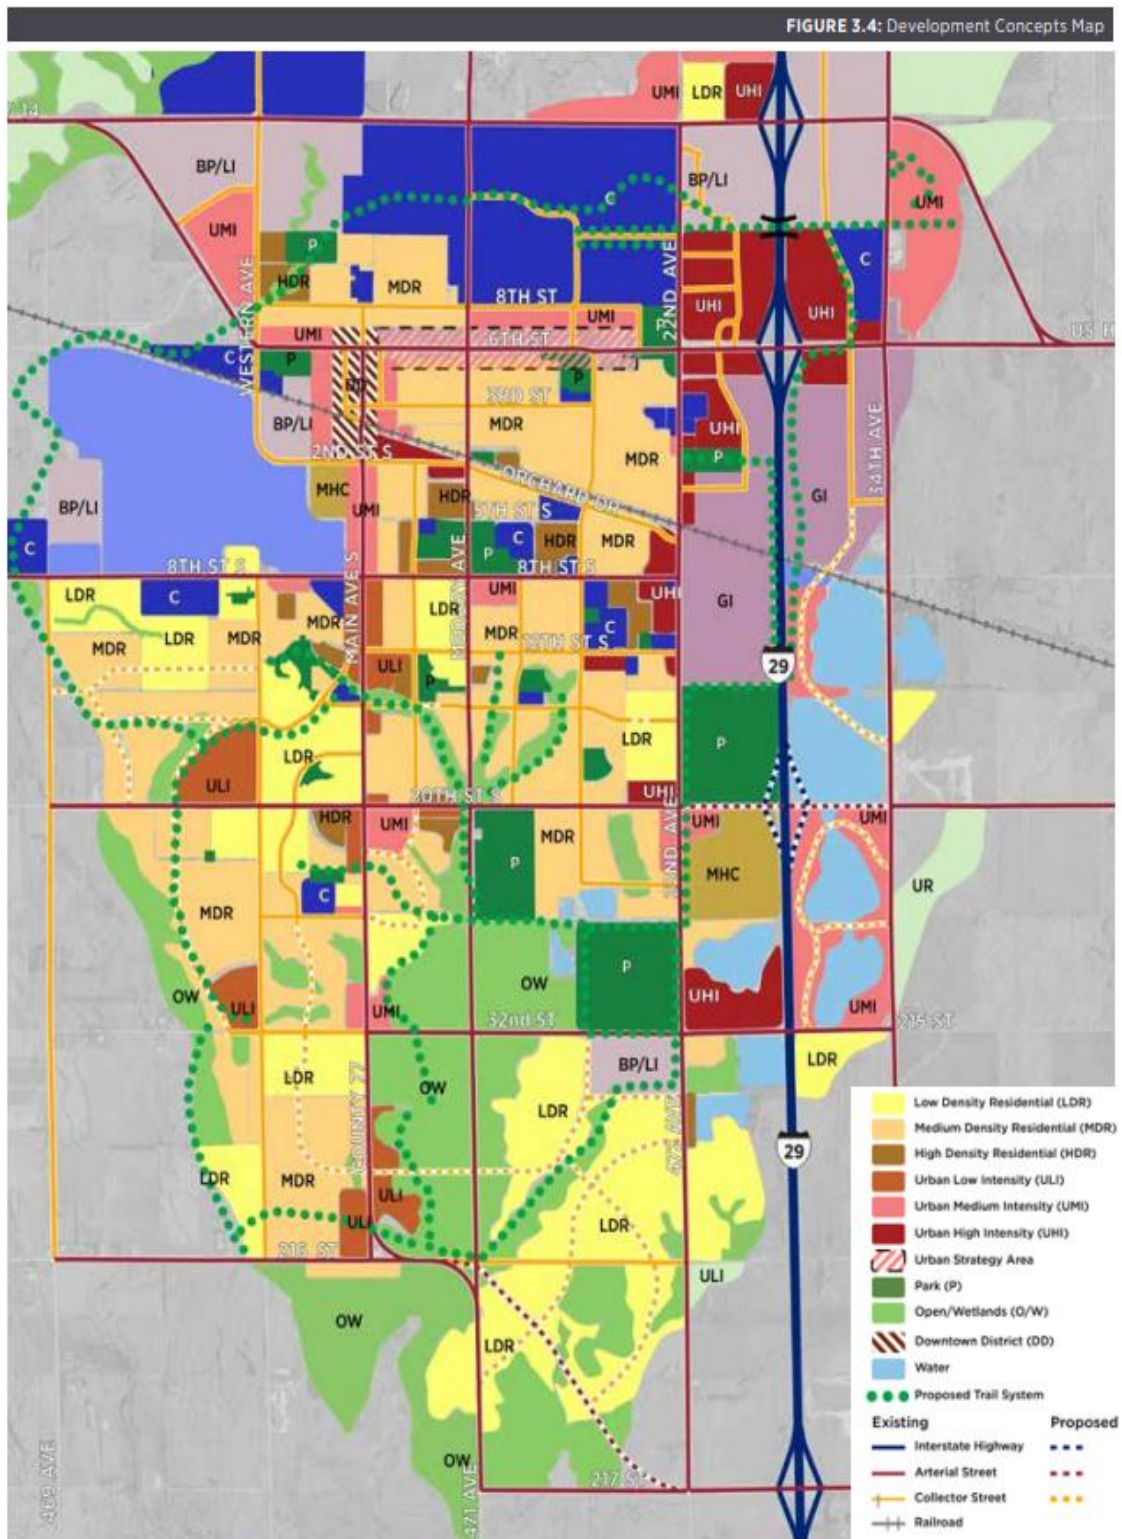 FIGURE 3.4: Development Concepts Map
UMI LDR UHI
BP/LI
BP/LI
C
UMI
UMI
P
C
WESTERN AVE
HDR
MDR
22ND AVE
8TH ST
UHI
UHI
UMI
UMI
6TH ST
US H
C
P
P
3RD ST
BP/LI
MDR
UHI
34TH AVE
2ND ST S
MDR
P
ORCHARD DR
MHC
HDR
GI
BP/LI
UMI
5TH ST S
C
P
C
HDR
MDR
8TH ST S
8TH ST S
MAIN AVE S
LDR
C
UMI
UHI
LDR
GI
MDR
LDR
MDR
MDR
MDR
C
12TH ST S
ULI
P
29
LDR
LDR
P
ULI
20TH ST S
UHI
HDR
UMI
UMI
UMI
MDR
P
MHC
22ND AVE
UR
C
MDR
P
OW
OW
ULI
UMI
UHI
UMI
32nd ST
215 ST
BP/LI
LDR
LDR
OW
COUNTY 77
LDR
29
LDR
MDR
ULI
ULI
LDR
216 ST
ULI
OW
LDR
OW
469 AVE
471 AVE
217 ST
Low Density Residential (LDR)
Medium Density Residential (MDR)
High Density Residential (HDR)
Urban Low Intensity (ULI)
Urban Medium Intensity (UMI)
Urban High Intensity (UHI)
Urban Strategy Area
Park (P)
Open/Wetlands (O/W)
Downtown District (DD)
Water
Proposed Trail System
Existing Proposed
Interstate Highway
Arterial Street
Collector Street
Railroad